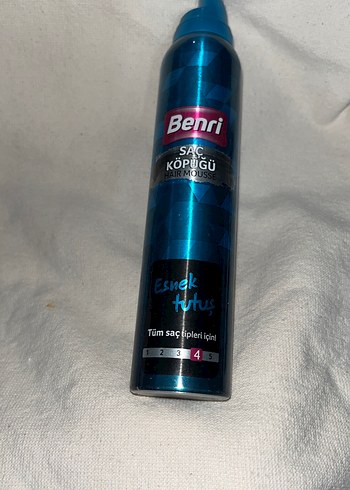 Benri
SAÇ
KÖPÜĞÜ
HAIR MOUSSE
Esnek
tutuş
Tüm saç tipleri için!
1 2 3 4 5